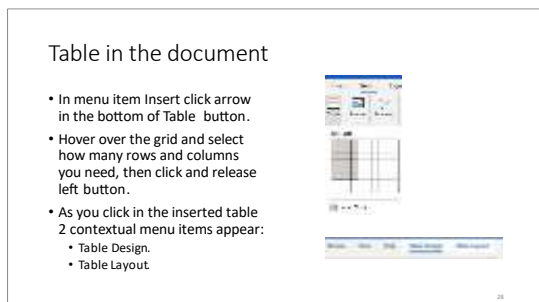 Table in the document
• In menu item Insert click arrow
in the bottom of Table button.
• Hover over the grid and select
how many rows and columns
you need, then click and release
left button.
• As you click in the inserted table
2 contextual menu items appear:
• Table Design.
• Table Layout.
28